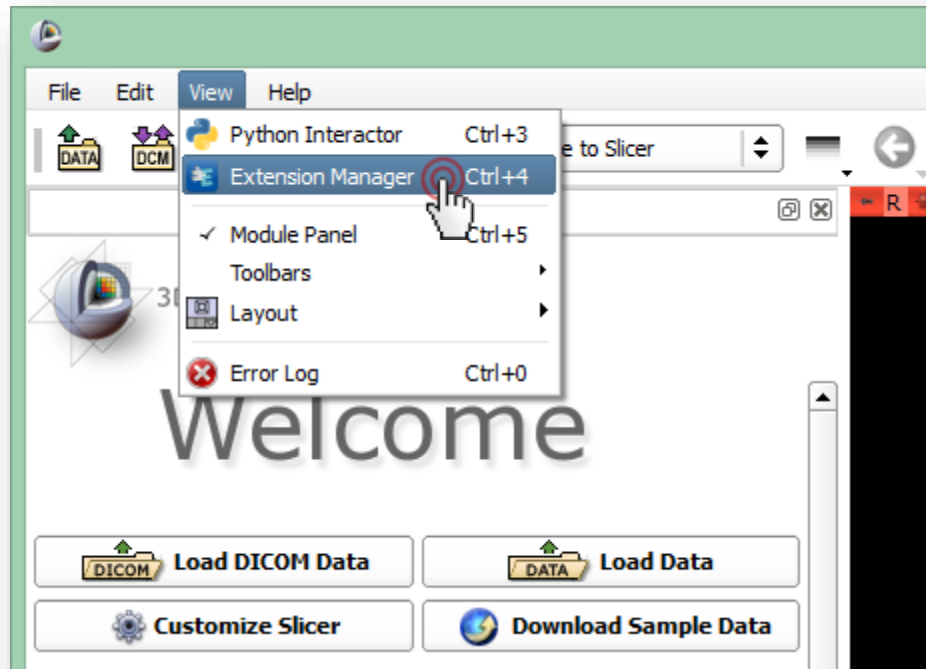 File Edit View Help
DATA DCM Python Interactor Ctrl+3 e to Slicer
Extension Manager Ctrl+4
R
Module Panel Ctrl+5
Toolbars
3D
Layout
Error Log Ctrl+0
Welcome
DICOM Load DICOM Data DATA Load Data
Customize Slicer Download Sample Data